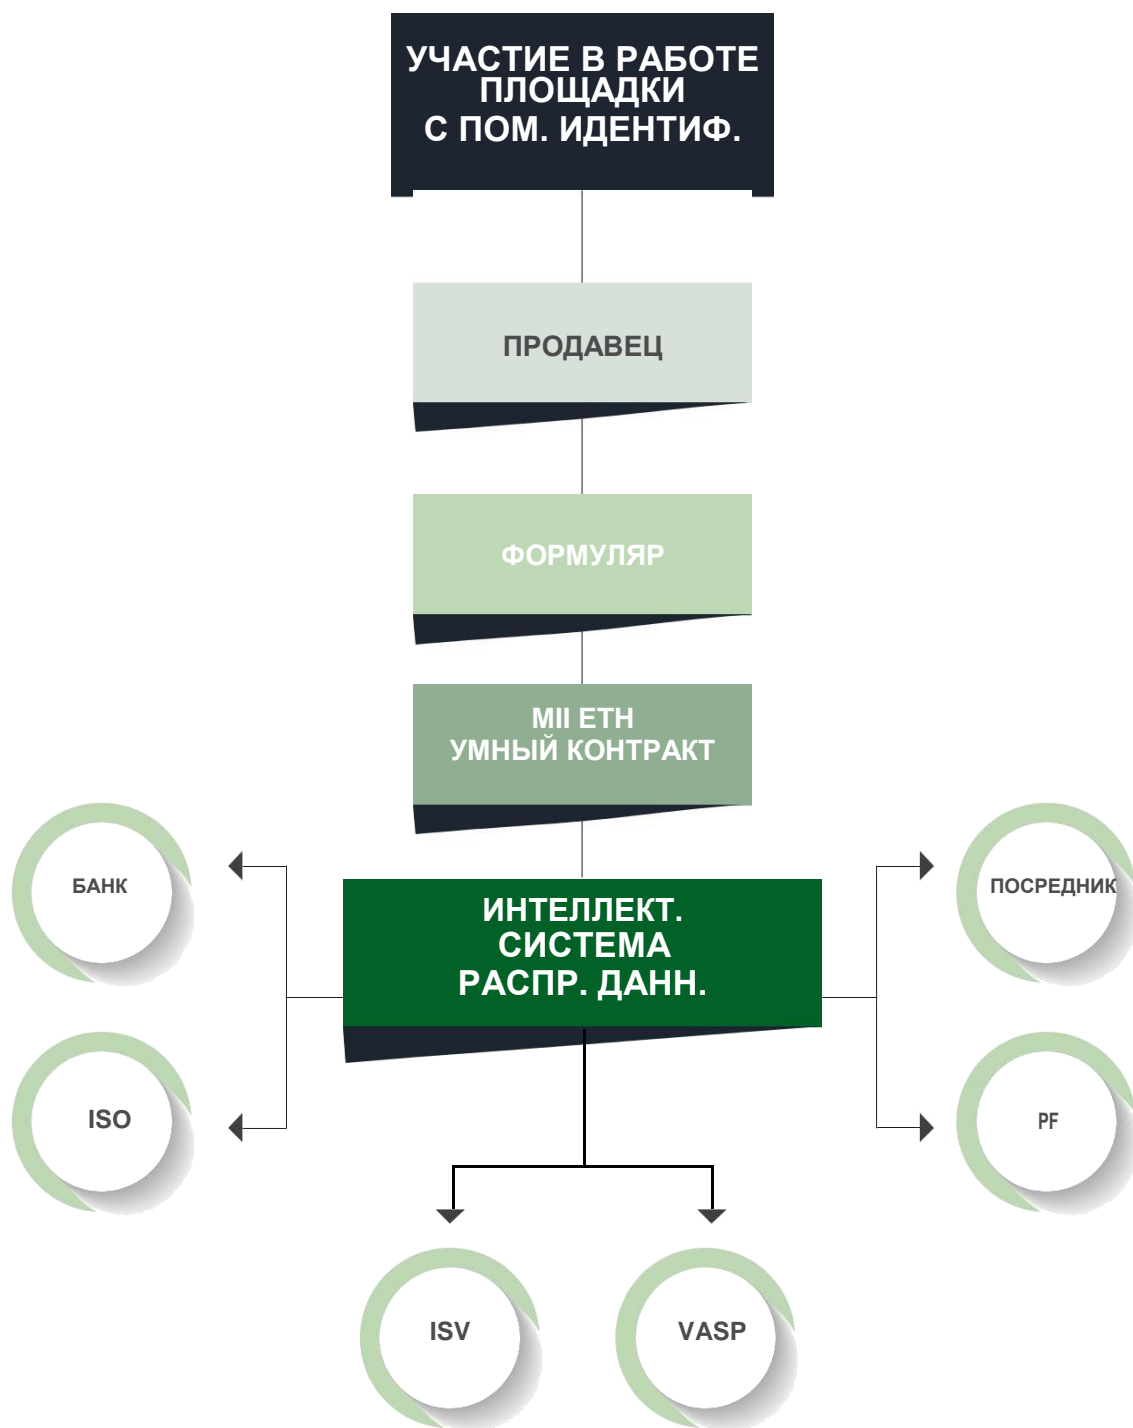 УЧАСТИЕ В РАБОТЕ
ПЛОЩАДКИ
С ПОМ. ИДЕНТИФ.
ПРОДАВЕЦ
ФОРМУЛЯР
MII ETH
УМНЫЙ КОНТРАКТ
БАНК
ПОСРЕДНИК
ИНТЕЛЛЕКТ.
СИСТЕМА
РАСПР. ДАНН.
ISO
PF
ISV
VASP